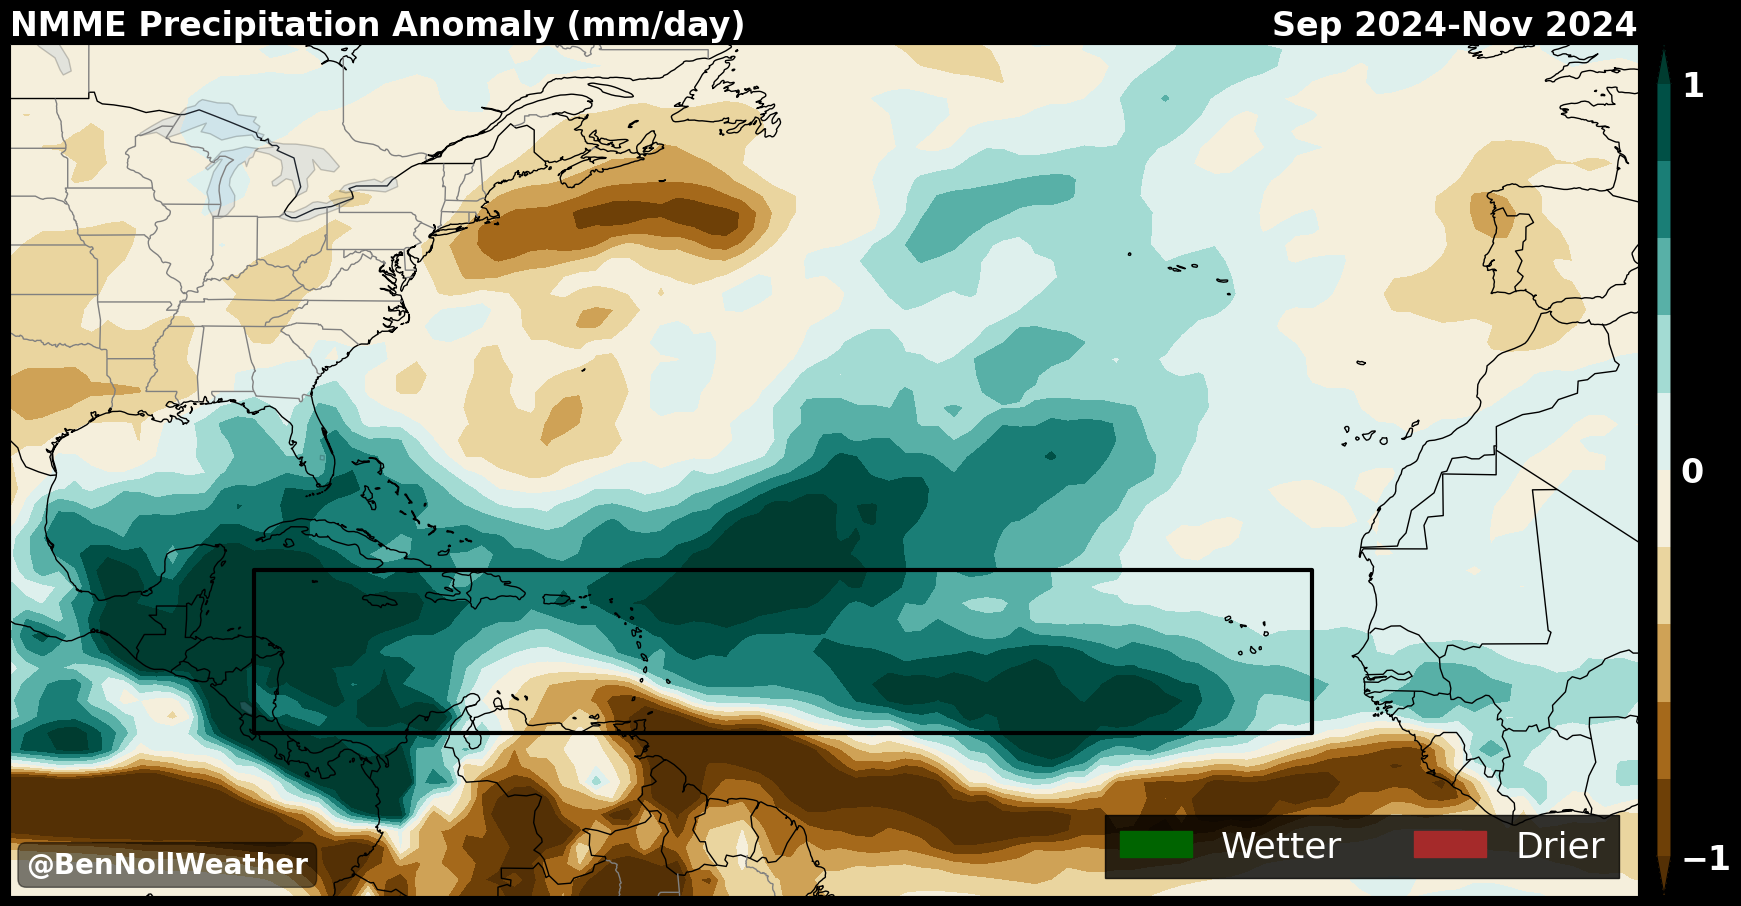 NMME Precipitation Anomaly (mm/day)
Sep 2024-Nov 2024
1
0
−1
@BenNollWeather
Wetter
Drier